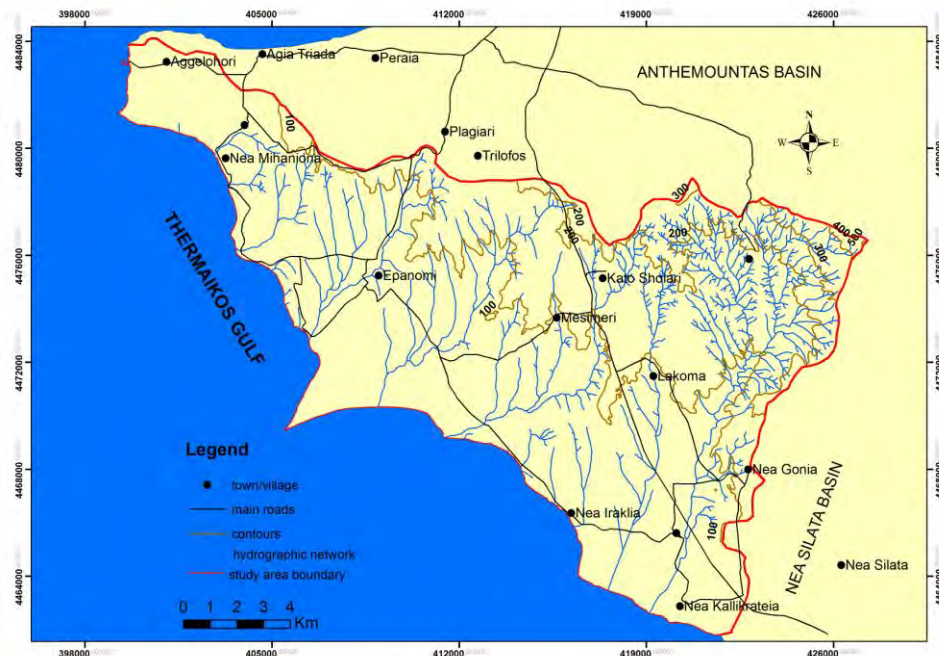 398000 405000 412000 419000 426000
4484000
4480000
4476000
4472000
4468000
4464000
Aggelohori
Agia Triada
Peraia
ANTHEMOUNTAS BASIN
N
W E
S
100
Plagiari
Trilofos
Nea Mihaniona
300
200
200
200
400
500
300
THERMAIKOS GULF
Epanomi
Kato Sholari
100
Mesimeri
Lakoma
Nea Gonia
Nea Iraklia
100
NEA SILATA BASIN
Nea Silata
Nea Kallikrateia
Legend
town/village
main roads
contours
hydrographic network
study area boundary
0 1 2 3 4
Km
398000 405000 412000 419000 426000